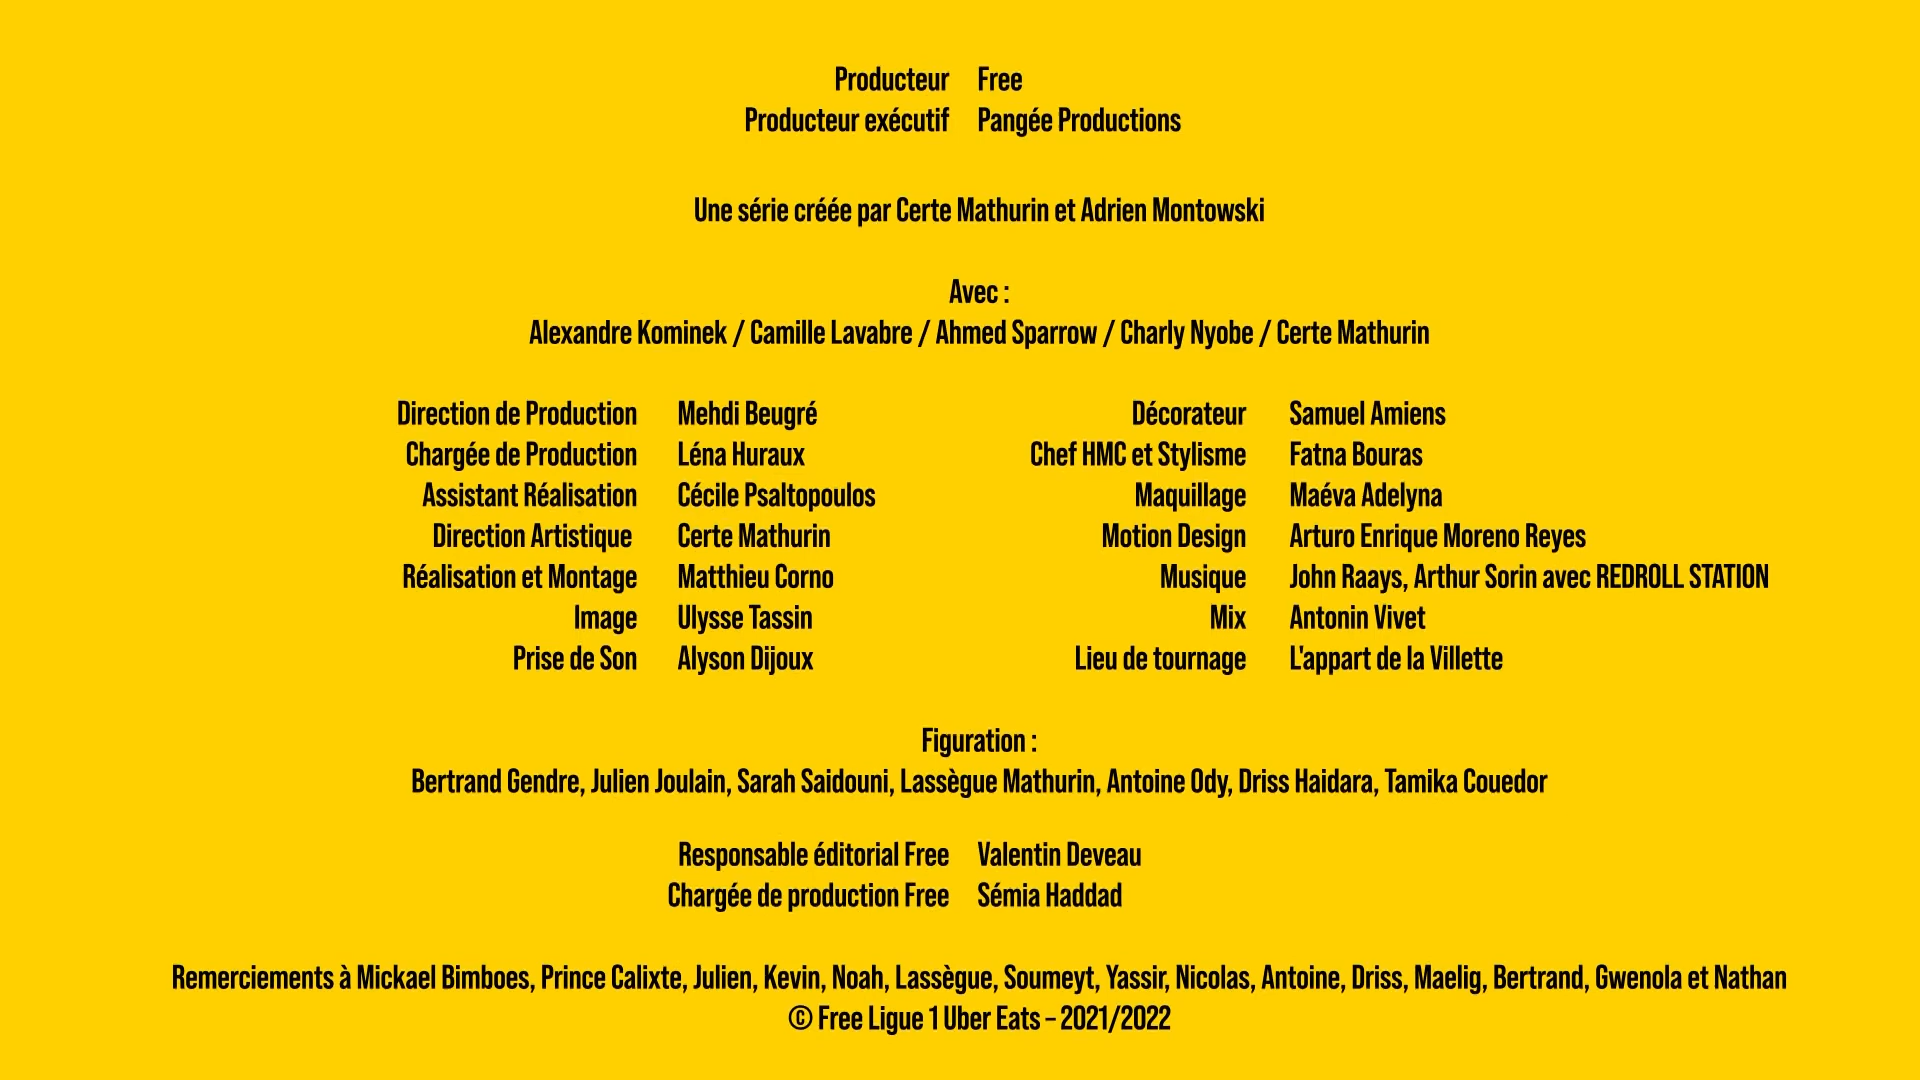 Producteur Free
Producteur exécutif Pangée Productions
Une série créée par Certe Mathurin et Adrien Montowski
Avec :
Alexandre Kominek / Camille Lavabre / Ahmed Sparrow / Charly Nyobe / Certe Mathurin
Direction de Production Mehdi Beugré
Chargée de Production Léna Huraux
Assistant Réalisation Cécile Psaltopoulos
Direction Artistique Certe Mathurin
Réalisation et Montage Matthieu Corno
Image Ulysse Tassin
Prise de Son Alyson Dijoux
Décorateur Samuel Amiens
Chef HMC et Stylisme Fatna Bouras
Maquillage Maéva Adelyna
Motion Design Arturo Enrique Moreno Reyes
Musique John Raays, Arthur Sorin avec REDROLL STATION
Mix Antonin Vivet
Lieu de tournage L'appart de la Villette
Figuration :
Bertrand Gendre, Julien Joulain, Sarah Saidouni, Lassègue Mathurin, Antoine Ody, Driss Haidara, Tamika Couedor
Responsable éditorial Free Valentin Deveau
Chargée de production Free Sémia Haddad
Remerciements à Mickael Bimboes, Prince Calixte, Julien, Kevin, Noah, Lassègue, Soumeyt, Yassir, Nicolas, Antoine, Driss, Maelig, Bertrand, Gwenola et Nathan
© Free Ligue 1 Uber Eats – 2021/2022